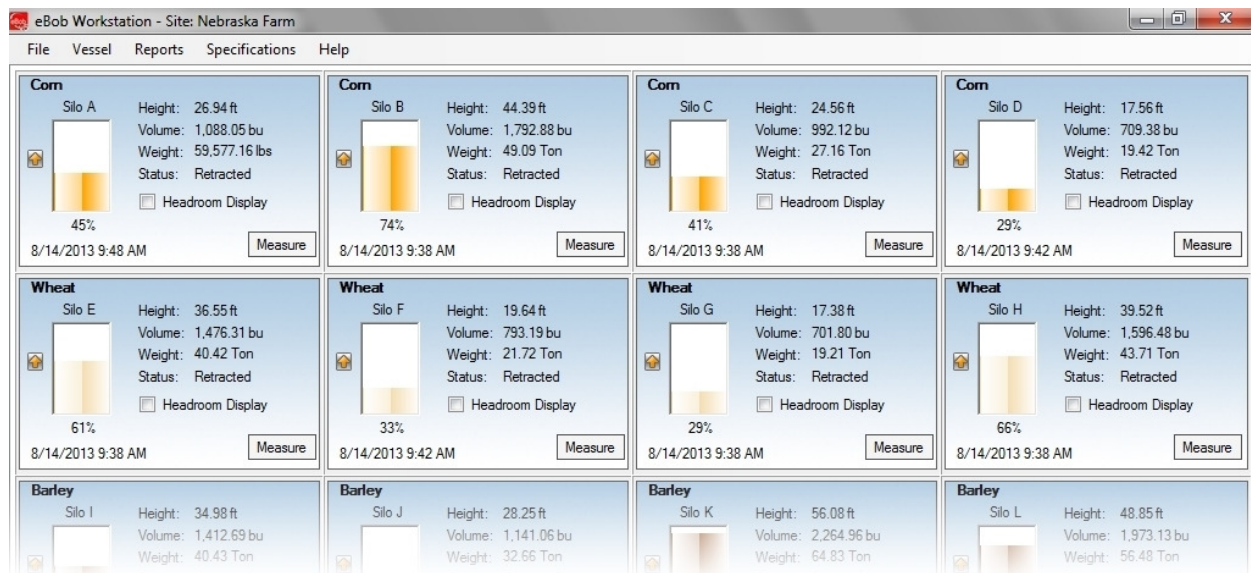 eBob Workstation - Site: Nebraska Farm
File Vessel Reports Specifications Help
Corn
Silo A
Height: 26.94 ft
Volume: 1,088.05 bu
Weight: 59,577.16 lbs
Status: Retracted
Headroom Display
45%
8/14/2013 9:48 AM
Measure
Corn
Silo B
Height: 44.39 ft
Volume: 1,792.88 bu
Weight: 49.09 Ton
Status: Retracted
Headroom Display
74%
8/14/2013 9:38 AM
Measure
Corn
Silo C
Height: 24.56 ft
Volume: 992.12 bu
Weight: 27.16 Ton
Status: Retracted
Headroom Display
41%
8/14/2013 9:38 AM
Measure
Corn
Silo D
Height: 17.56 ft
Volume: 709.38 bu
Weight: 19.42 Ton
Status: Retracted
Headroom Display
29%
8/14/2013 9:42 AM
Measure
Wheat
Silo E
Height: 36.55 ft
Volume: 1,476.31 bu
Weight: 40.42 Ton
Status: Retracted
Headroom Display
61%
8/14/2013 9:38 AM
Measure
Wheat
Silo F
Height: 19.64 ft
Volume: 793.19 bu
Weight: 21.72 Ton
Status: Retracted
Headroom Display
33%
8/14/2013 9:42 AM
Measure
Wheat
Silo G
Height: 17.38 ft
Volume: 701.80 bu
Weight: 19.21 Ton
Status: Retracted
Headroom Display
29%
8/14/2013 9:38 AM
Measure
Wheat
Silo H
Height: 39.52 ft
Volume: 1,596.48 bu
Weight: 43.71 Ton
Status: Retracted
Headroom Display
66%
8/14/2013 9:38 AM
Measure
Barley
Silo I
Height: 34.98 ft
Volume: 1,412.69 bu
Weight: 40.43 Ton
Barley
Silo J
Height: 28.25 ft
Volume: 1,141.06 bu
Weight: 32.66 Ton
Barley
Silo K
Height: 56.08 ft
Volume: 2,264.96 bu
Weight: 64.83 Ton
Barley
Silo L
Height: 48.85 ft
Volume: 1,973.13 bu
Weight: 56.48 Ton